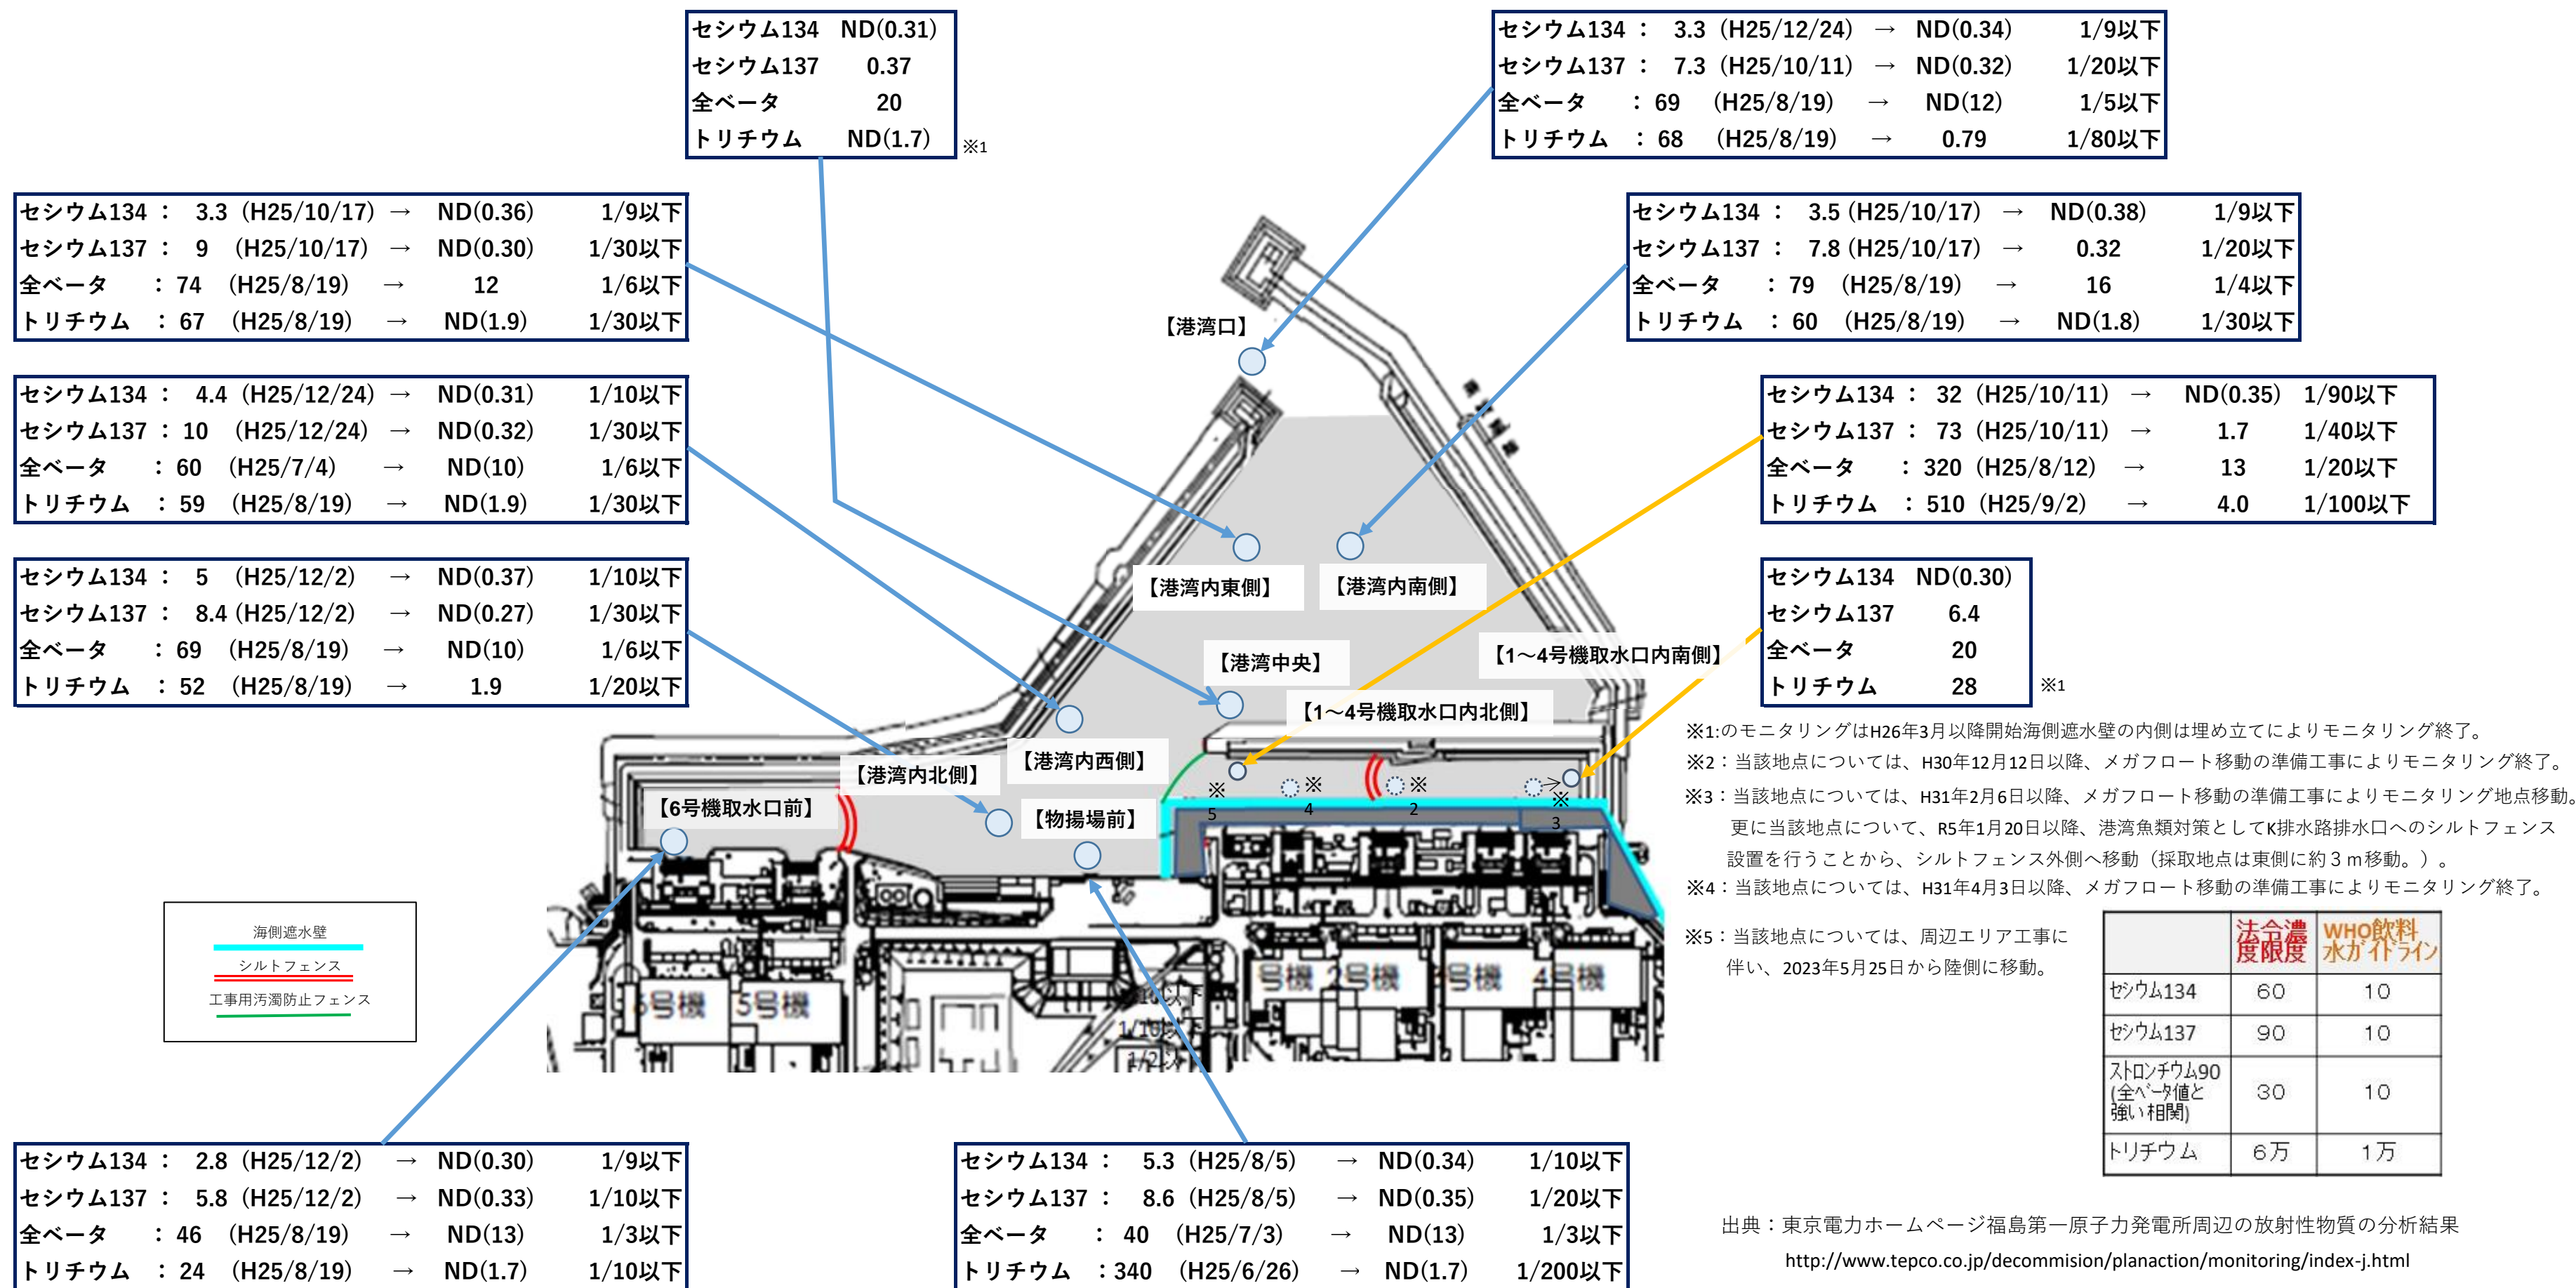 セシウム134 ND(0.31)
セシウム137 0.37
全ベータ 20
トリチウム ND(1.7)
※1
セシウム134 : 3.3 (H25/12/24) → ND(0.34) 1/9以下
セシウム137 : 7.3 (H25/10/11) → ND(0.32) 1/20以下
全ベータ : 69 (H25/8/19) → ND(12) 1/5以下
トリチウム : 68 (H25/8/19) → 0.79 1/80以下
セシウム134 : 3.3 (H25/10/17) → ND(0.36) 1/9以下
セシウム137 : 9 (H25/10/17) → ND(0.30) 1/30以下
全ベータ : 74 (H25/8/19) → 12 1/6以下
トリチウム : 67 (H25/8/19) → ND(1.9) 1/30以下
セシウム134 : 3.5 (H25/10/17) → ND(0.38) 1/9以下
セシウム137 : 7.8 (H25/10/17) → 0.32 1/20以下
全ベータ : 79 (H25/8/19) → 16 1/4以下
トリチウム : 60 (H25/8/19) → ND(1.8) 1/30以下
セシウム134 : 4.4 (H25/12/24) → ND(0.31) 1/10以下
セシウム137 : 10 (H25/12/24) → ND(0.32) 1/30以下
全ベータ : 60 (H25/7/4) → ND(10) 1/6以下
トリチウム : 59 (H25/8/19) → ND(1.9) 1/30以下
セシウム134 : 32 (H25/10/11) → ND(0.35) 1/90以下
セシウム137 : 73 (H25/10/11) → 1.7 1/40以下
全ベータ : 320 (H25/8/12) → 13 1/20以下
トリチウム : 510 (H25/9/2) → 4.0 1/100以下
セシウム134 : 5 (H25/12/2) → ND(0.37) 1/10以下
セシウム137 : 8.4 (H25/12/2) → ND(0.27) 1/30以下
全ベータ : 69 (H25/8/19) → ND(10) 1/6以下
トリチウム : 52 (H25/8/19) → 1.9 1/20以下
セシウム134 ND(0.30)
セシウム137 6.4
全ベータ 20
トリチウム 28
※1
【港湾口】
【港湾内東側】
【港湾内南側】
【港湾中央】
【1～4号機取水口内南側】
【1～4号機取水口内北側】
【港湾内西側】
【港湾内北側】
【6号機取水口前】
【物揚場前】
※5
※4
※2
※3
6号機
5号機
号機
2号機
号機
4号機
1/10以下
1/2以
※1:のモニタリングはH26年3月以降開始海側遮水壁の内側は埋め立てによりモニタリング終了。
※2：当該地点については、H30年12月12日以降、メガフロート移動の準備工事によりモニタリング終了。
※3：当該地点については、H31年2月6日以降、メガフロート移動の準備工事によりモニタリング地点移動。
更に当該地点について、R5年1月20日以降、港湾魚類対策としてK排水路排水口へのシルトフェンス
設置を行うことから、シルトフェンス外側へ移動（採取地点は東側に約３ｍ移動。）。
※4：当該地点については、H31年4月3日以降、メガフロート移動の準備工事によりモニタリング終了。
※5：当該地点については、周辺エリア工事に
伴い、2023年5月25日から陸側に移動。
海側遮水壁
シルトフェンス
工事用汚濁防止フェンス
法令濃度限度 WHO飲料水ガイドライン
セシウム134 60 10
セシウム137 90 10
ストロンチウム90
(全ベータ値と
強い相関) 30 10
トリチウム 6万 1万
セシウム134 : 2.8 (H25/12/2) → ND(0.30) 1/9以下
セシウム137 : 5.8 (H25/12/2) → ND(0.33) 1/10以下
全ベータ : 46 (H25/8/19) → ND(13) 1/3以下
トリチウム : 24 (H25/8/19) → ND(1.7) 1/10以下
セシウム134 : 5.3 (H25/8/5) → ND(0.34) 1/10以下
セシウム137 : 8.6 (H25/8/5) → ND(0.35) 1/20以下
全ベータ : 40 (H25/7/3) → ND(13) 1/3以下
トリチウム : 340 (H25/6/26) → ND(1.7) 1/200以下
出典：東京電力ホームページ福島第一原子力発電所周辺の放射性物質の分析結果
http://www.tepco.co.jp/decommision/planaction/monitoring/index-j.html